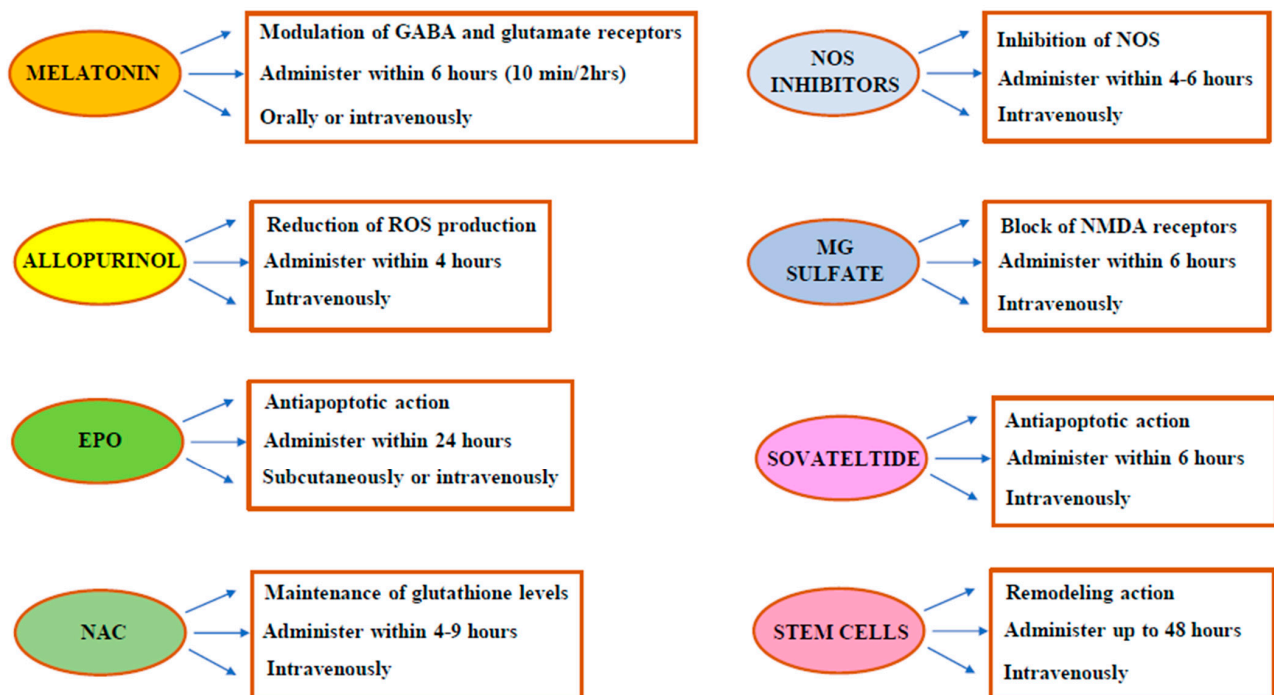 MELATONIN
Modulation of GABA and glutamate receptors
Administer within 6 hours (10 min/2hrs)
Orally or intravenously
NOS
INHIBITORS
Inhibition of NOS
Administer within 4-6 hours
Intravenously
ALLOPURINOL
Reduction of ROS production
Administer within 4 hours
Intravenously
MG
SULFATE
Block of NMDA receptors
Administer within 6 hours
Intravenously
EPO
Antiapoptotic action
Administer within 24 hours
Subcutaneously or intravenously
SOVATELTIDE
Antiapoptotic action
Administer within 6 hours
Intravenously
NAC
Maintenance of glutathione levels
Administer within 4-9 hours
Intravenously
STEM CELLS
Remodeling action
Administer up to 48 hours
Intravenously